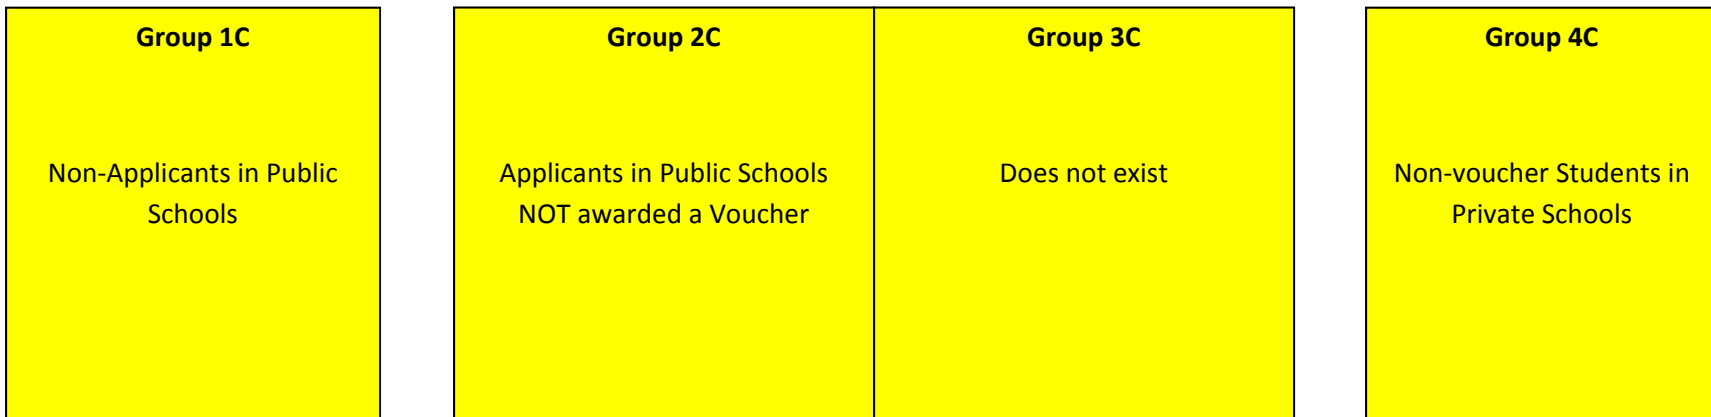 Group 1C
Non-Applicants in Public
Schools
Group 2C
Applicants in Public Schools
NOT awarded a Voucher
Group 3C
Does not exist
Group 4C
Non-voucher Students in
Private Schools